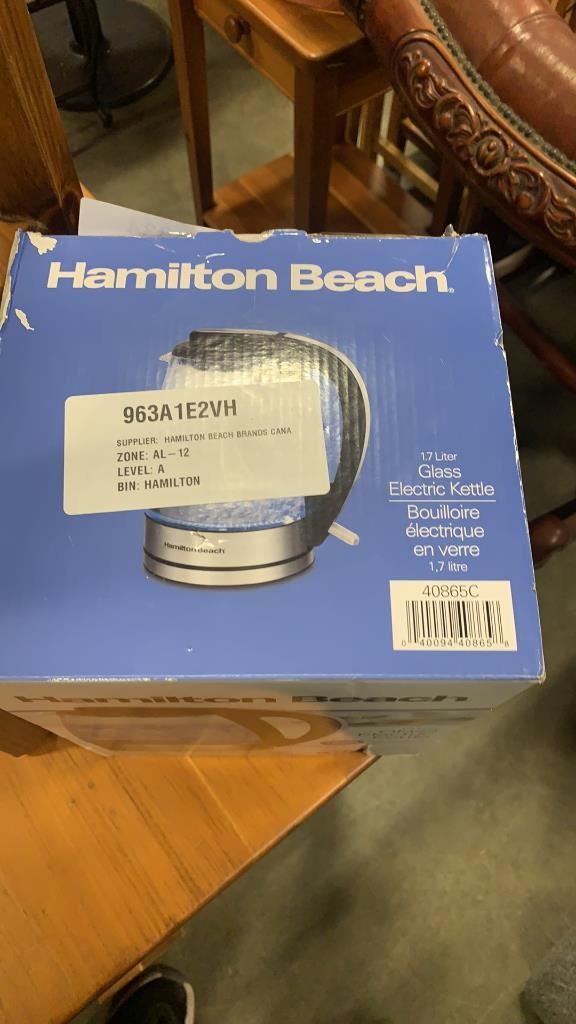 Hamilton Beach®
963A1E2VH
SUPPLIER: HAMILTON BEACH BRANDS CANA
ZONE: AL-12
LEVEL: A
BIN: HAMILTON
1.7 Liter
Glass
Electric Kettle
Bouilloire
électrique
en verre
1,7 litre
Hamilton Beach
40865C
0 40094 40865 8
Hamilton Beach